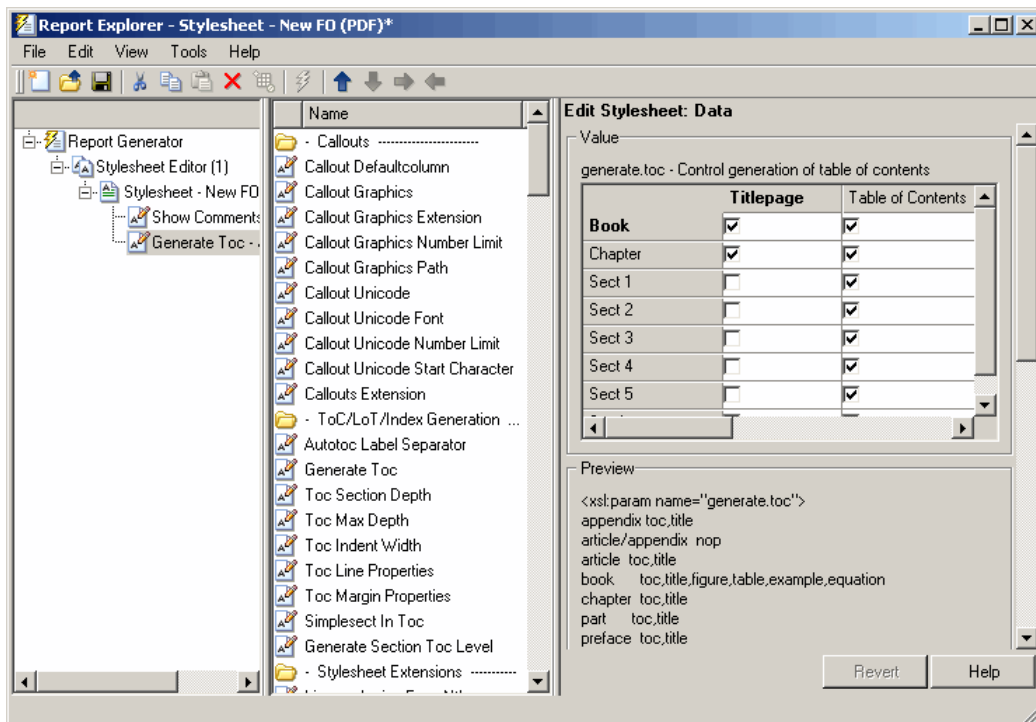 Report Explorer - Stylesheet - New FO (PDF)*
File Edit View Tools Help
Report Generator
Stylesheet Editor (1)
Stylesheet - New FO
Show Comments
Generate Toc -
Name
- Callouts ------------------------
Callout Defaultcolumn
Callout Graphics
Callout Graphics Extension
Callout Graphics Number Limit
Callout Graphics Path
Callout Unicode
Callout Unicode Font
Callout Unicode Number Limit
Callout Unicode Start Character
Callouts Extension
- ToC/LoT/Index Generation ...
Autotoc Label Separator
Generate Toc
Toc Section Depth
Toc Max Depth
Toc Indent Width
Toc Line Properties
Toc Margin Properties
Simplesect In Toc
Generate Section Toc Level
- Stylesheet Extensions -----------
Edit Stylesheet: Data
Value
generate.toc - Control generation of table of contents
Titlepage Table of Contents
Book
Chapter
Sect 1
Sect 2
Sect 3
Sect 4
Sect 5
Preview
<xsl:param name="generate.toc">
appendix toc,title
article/appendix nop
article toc,title
book toc,title,figure,table,example,equation
chapter toc,title
part toc,title
preface toc,title
Revert Help